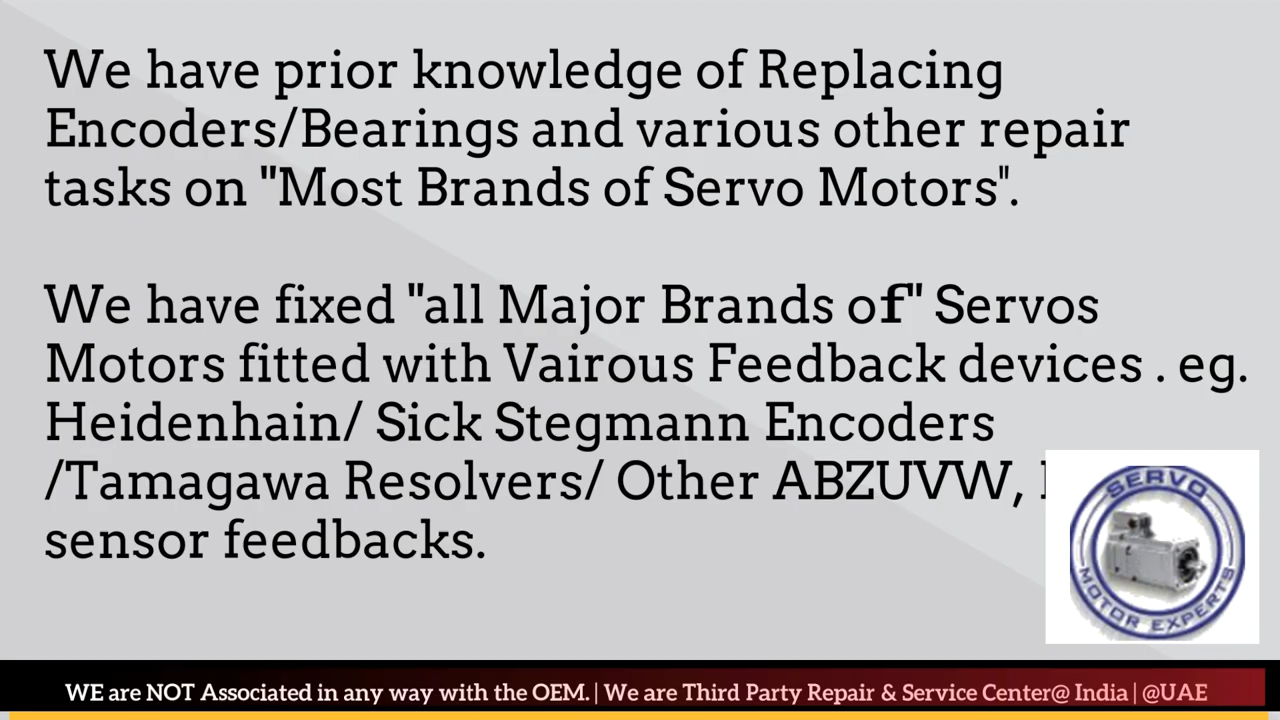 We have prior knowledge of Replacing
Encoders/Bearings and various other repair
tasks on "Most Brands of Servo Motors".
We have fixed "all Major Brands of" Servos
Motors fitted with Vairous Feedback devices . eg.
Heidenhain/ Sick Stegmann Encoders
/Tamagawa Resolvers/ Other ABZUVW,
sensor feedbacks.
SERVO
MOTOR EXPERTS
WE are NOT Associated in any way with the OEM. | We are Third Party Repair & Service Center@ India | @UAE